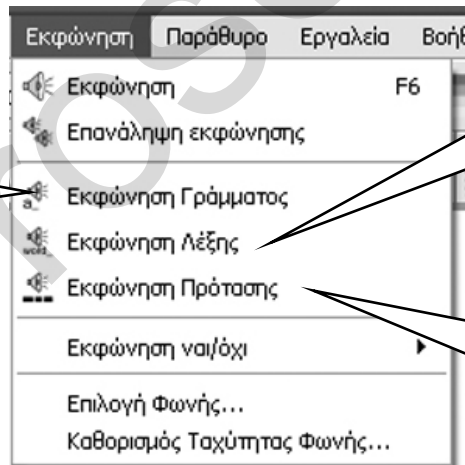 Εκφώνηση Παράθυρο Εργαλεία
Εκφώνηση F6
Επανάληψη εκφώνησης
Εκφώνηση Γράμματος
Εκφώνηση Λέξης
Εκφώνηση Πρότασης
Εκφώνηση ναι/όχι
Επιλογή Φωνής...
Καθορισμός Ταχύτητας Φωνής...